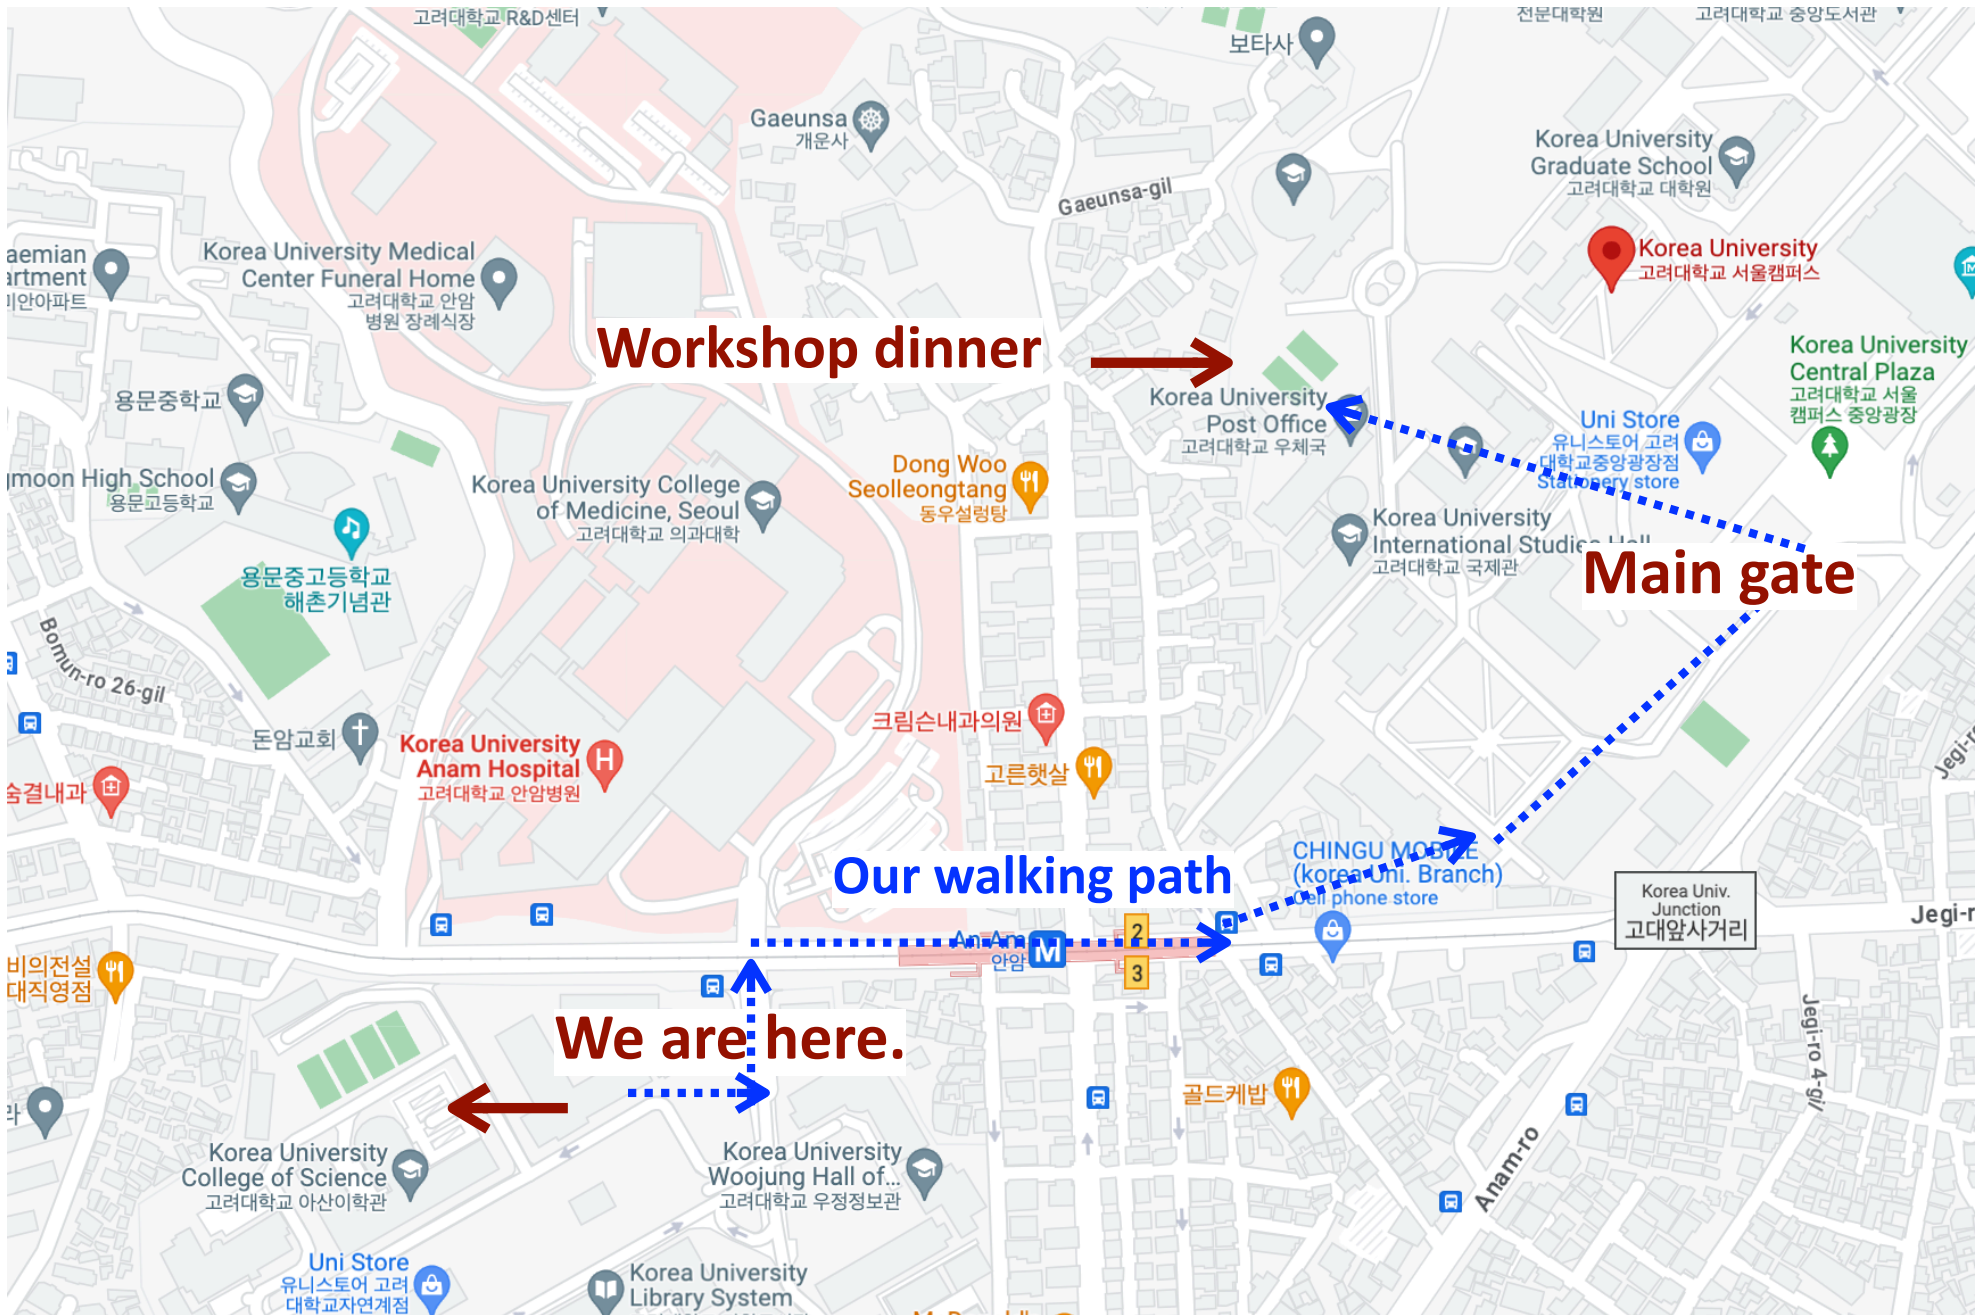 고려대학교 R&D센터
보타사
전문대학원
고려대학교 중앙도서관
Gaeunsa
개운사
Korea University
Graduate School
고려대학교 대학원
Gaeunsa-gil
Korea University
고려대학교 서울캠퍼스
aemian
artment
미안아파트
Korea University Medical
Center Funeral Home
고려대학교 안암
병원 장례식장
Workshop dinner
Korea University
Central Plaza
고려대학교 서울
캠퍼스 중앙광장
용문중학교
Korea University
Post Office
고려대학교 우체국
Uni Store
유니스토어 고려
대학교중앙광장점
Stationery store
gmoon High School
용문고등학교
Korea University College
of Medicine, Seoul
고려대학교 의과대학
Dong Woo
Seolleongtang
동우설렁탕
Korea University
International Studies Hall
고려대학교 국제관
Main gate
용문중고등학교
해촌기념관
Bomun-ro 26-gil
돈암교회
Korea University
Anam Hospital
고려대학교 안암병원
H
크림슨내과의원
고른햇살
숨결내과
Jegi-r
Our walking path
CHINGU MOBILE
(korea Uni. Branch)
Cell phone store
Korea Univ.
Junction
고대앞사거리
Jegi-r
An-Am
안암
M
2
3
비의전설
대직영점
We are here.
Jegi-ro 4-gil
골드케밥
라
Anam-ro
Korea University
College of Science
고려대학교 아산이학관
Korea University
Woojung Hall of...
고려대학교 우정정보관
Uni Store
유니스토어 고려
대학교자연계점
Korea University
Library System